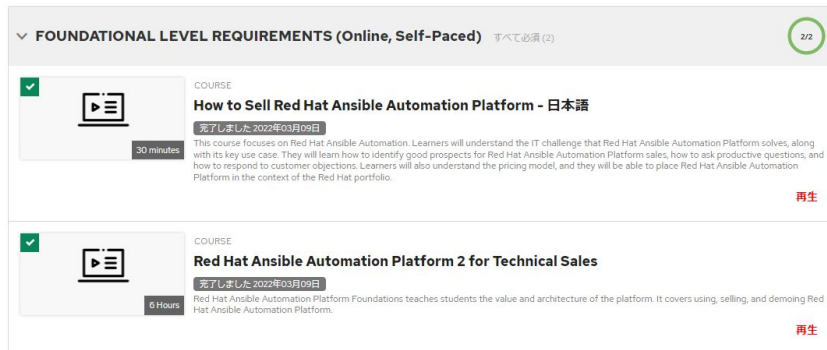 FOUNDATIONAL LEVEL REQUIREMENTS (Online, Self-Paced) すべて必須 (2)
2/2
COURSE
How to Sell Red Hat Ansible Automation Platform - 日本語
完了しました 2022年03月09日
30 minutes
This course focuses on Red Hat Ansible Automation. Learners will understand the IT challenge that Red Hat Ansible Automation Platform solves, along
with its key use case. They will learn how to identify good prospects for Red Hat Ansible Automation Platform sales, how to ask productive questions, and
how to respond to customer objections. Learners will also understand the pricing model, and they will be able to place Red Hat Ansible Automation
Platform in the context of the Red Hat portfolio.
再生
COURSE
Red Hat Ansible Automation Platform 2 for Technical Sales
完了しました 2022年03月09日
6 Hours
Red Hat Ansible Automation Platform Foundations teaches students the value and architecture of the platform. It covers using, selling, and demoing Red
Hat Ansible Automation Platform.
再生